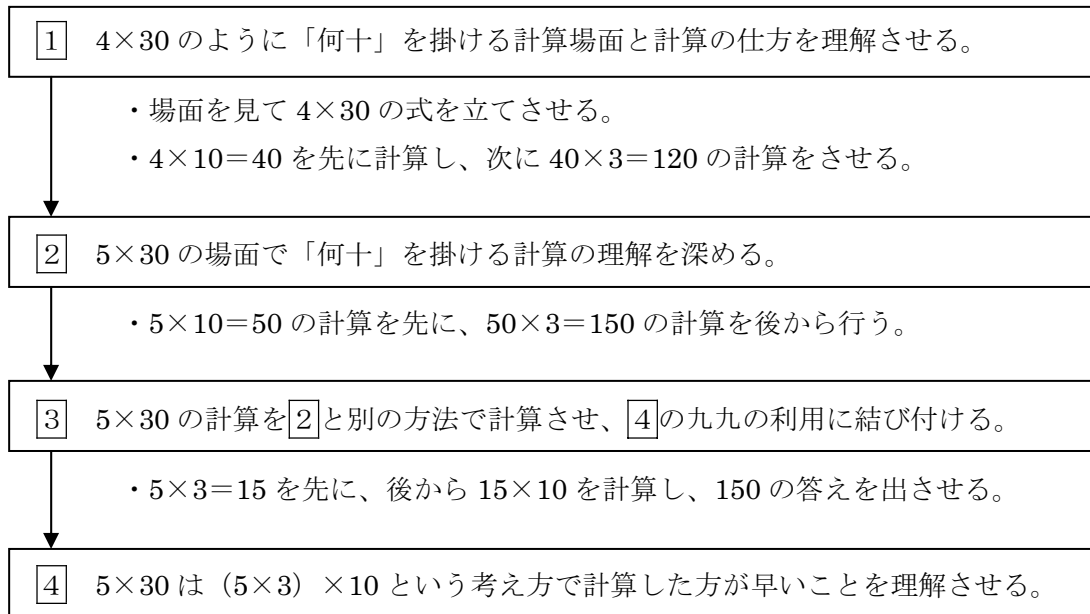 1 4×30 のように「何十」を掛ける計算場面と計算の仕方を理解させる。
・場面を見て 4×30 の式を立てさせる。
・4×10=40 を先に計算し、次に 40×3=120 の計算をさせる。
2 5×30 の場面で「何十」を掛ける計算の理解を深める。
・5×10=50 の計算を先に、50×3=150 の計算を後から行う。
3 5×30 の計算を2と別の方法で計算させ、4の九九の利用に結び付ける。
・5×3=15 を先に、後から 15×10 を計算し、150 の答えを出させる。
4 5×30 は(5×3)×10 という考え方で計算した方が早いことを理解させる。